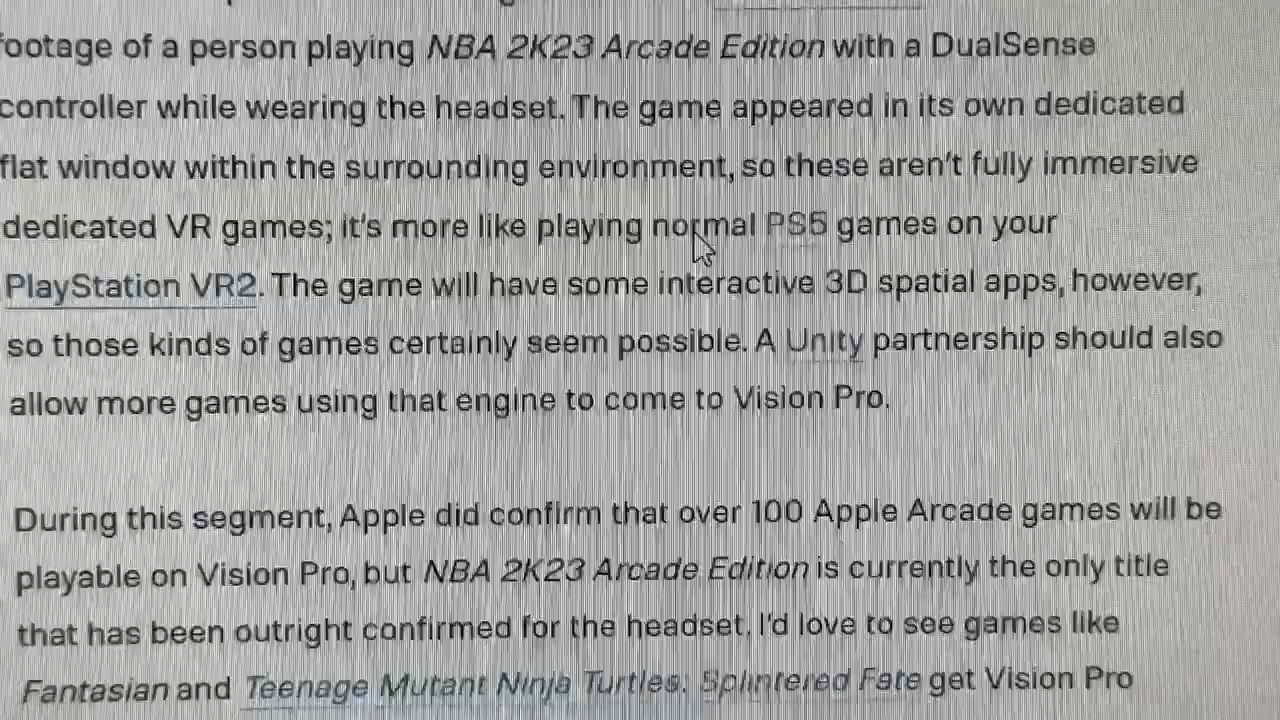 footage of a person playing NBA 2K23 Arcade Edition with a DualSense
controller while wearing the headset. The game appeared in its own dedicated
flat window within the surrounding environment, so these aren't fully immersive
dedicated VR games; it's more like playing normal PS5 games on your
PlayStation VR2. The game will have some interactive 3D spatial apps, however,
so those kinds of games certainly seem possible. A Unity partnership should also
allow more games using that engine to come to Vision Pro.
During this segment, Apple did confirm that over 100 Apple Arcade games will be
playable on Vision Pro, but NBA 2K23 Arcade Edition is currently the only title
that has been outright confirmed for the headset. I'd love to see games like
Fantasian and Teenage Mutant Ninja Turtles: Splintered Fate get Vision Pro